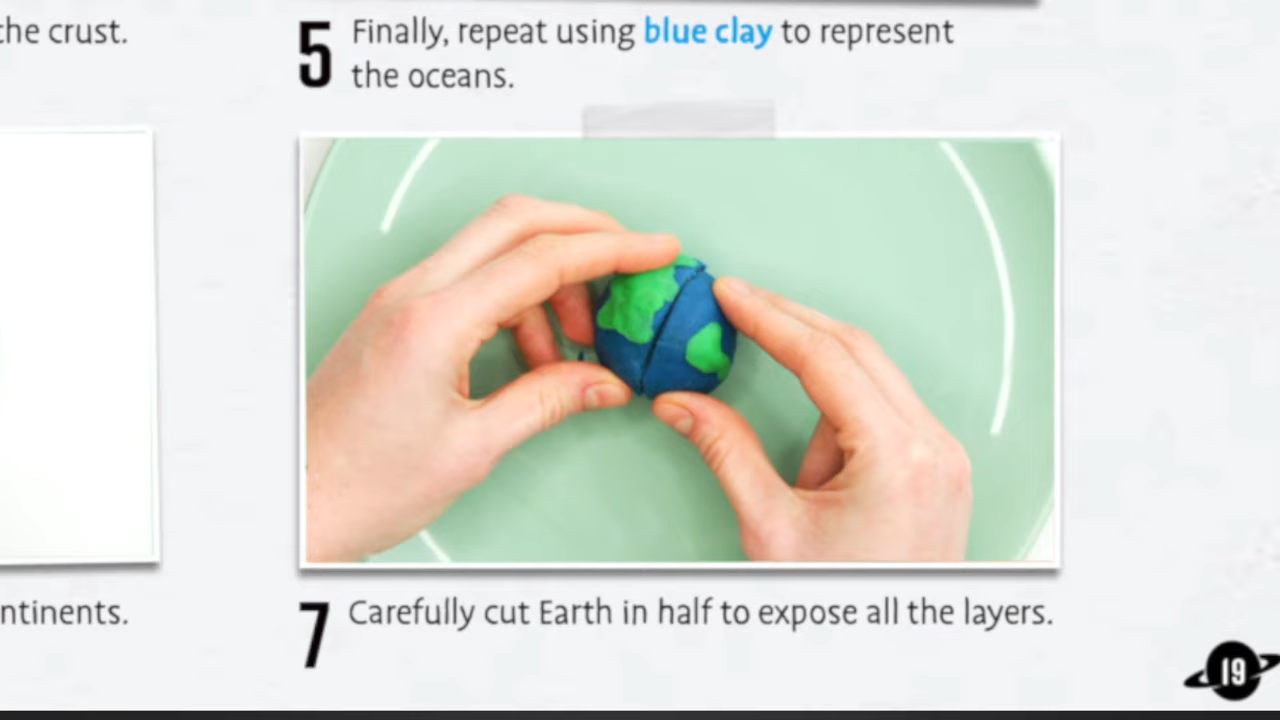 the crust.
5 Finally, repeat using blue clay to represent
the oceans.
ntinents.
7 Carefully cut Earth in half to expose all the layers.
19